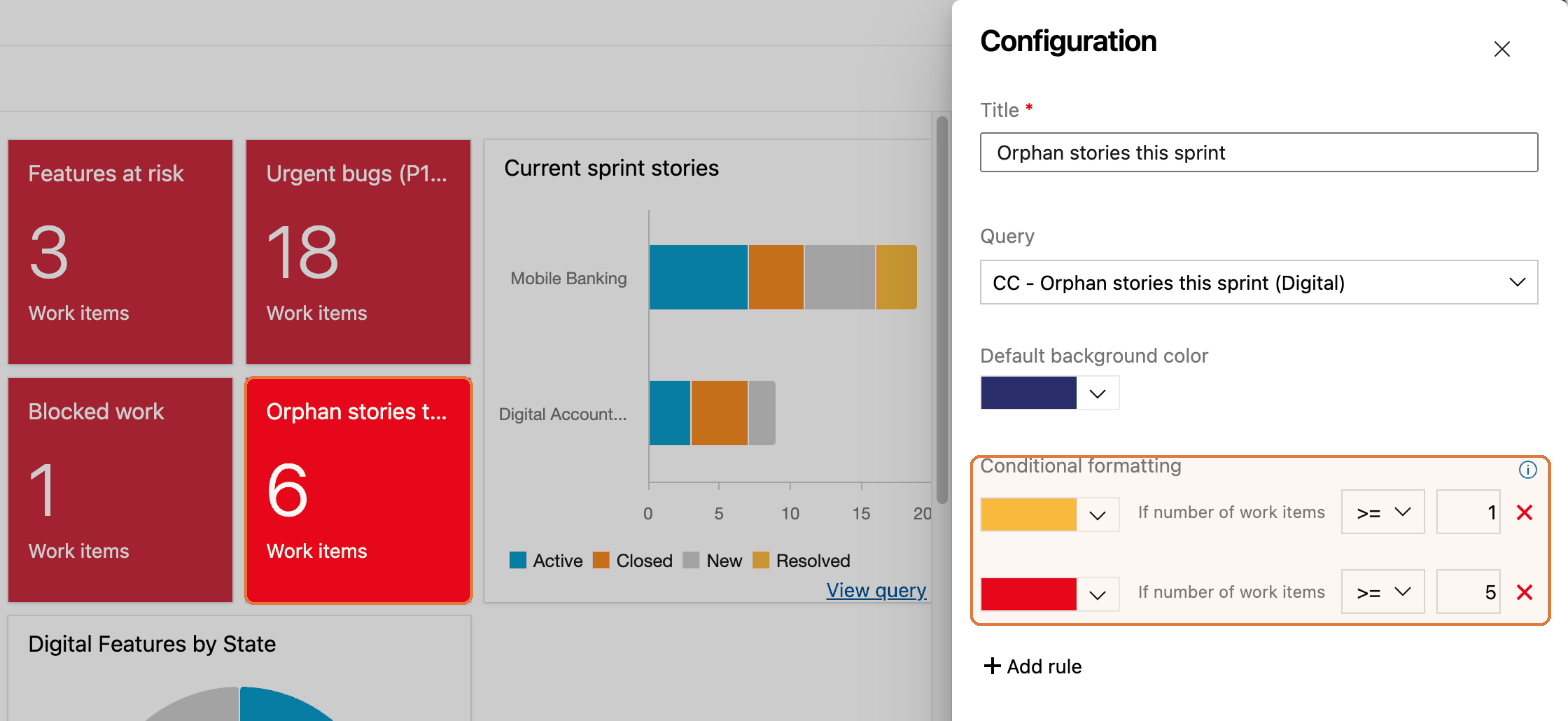 Features at risk
3
Work items
Urgent bugs (P1...
18
Work items
Blocked work
1
Work items
Orphan stories t...
6
Work items
Current sprint stories
Mobile Banking
Digital Account...
0 5 10 15 20
Active Closed New Resolved
View query
Digital Features by State
Configuration
Title *
Orphan stories this sprint
Query
CC - Orphan stories this sprint (Digital)
Default background color
Conditional formatting
If number of work items >= 1
If number of work items >= 5
+ Add rule